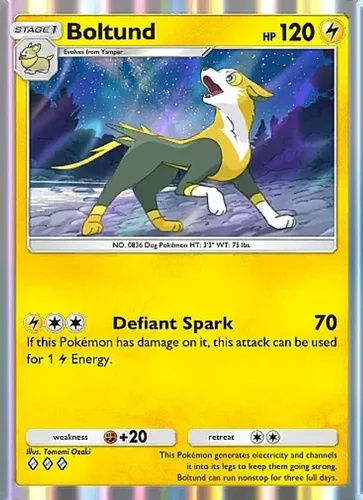 STAGE 1
Boltund
HP 120
Evolves from Yamper
NO. 0836 Dog Pokémon HT: 3'3" WT: 75 lbs.
Defiant Spark 70
If this Pokémon has damage on it, this attack can be used
for 1 Energy.
weakness +20 retreat
Illus. Tomomi Ozaki
This Pokémon generates electricity and channels
it into its legs to keep them going strong.
Boltund can run nonstop for three full days.